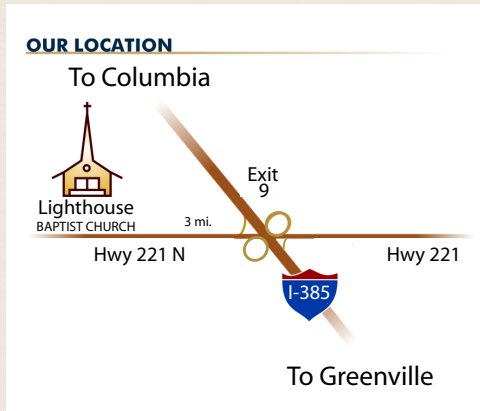 OUR LOCATION
To Columbia
Exit
9
Lighthouse
BAPTIST CHURCH
3 mi.
Hwy 221 N
Hwy 221
I-385
To Greenville